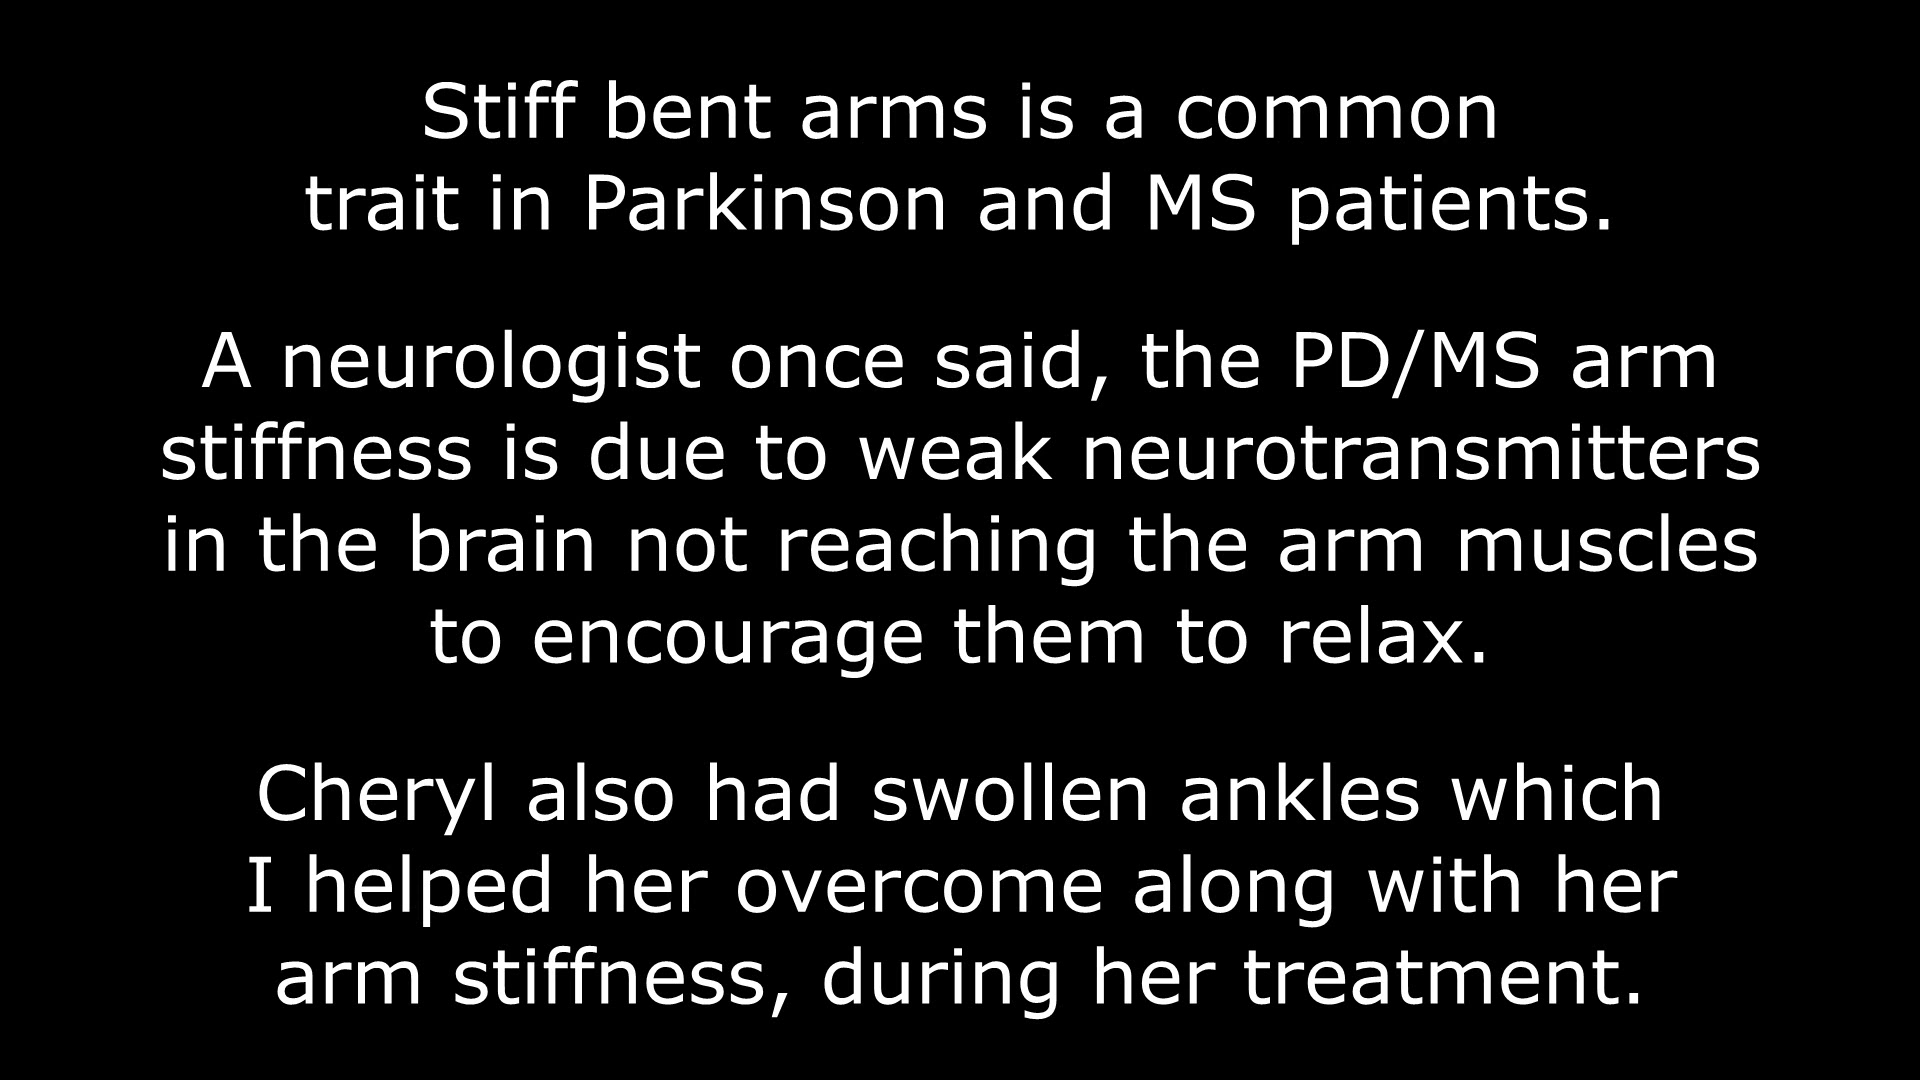 Stiff bent arms is a common
trait in Parkinson and MS patients.
A neurologist once said, the PD/MS arm
stiffness is due to weak neurotransmitters
in the brain not reaching the arm muscles
to encourage them to relax.
Cheryl also had swollen ankles which
I helped her overcome along with her
arm stiffness, during her treatment.